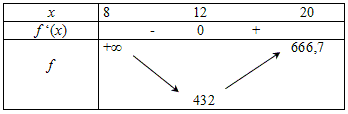 x 8 12 20
f ‘(x) - 0 +
f +∞ 666,7
432